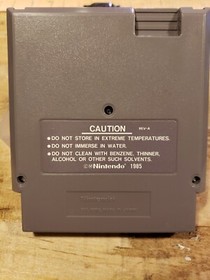 CAUTION REV-A
●DO NOT STORE IN EXTREME TEMPERATURES.
●DO NOT IMMERSE IN WATER.
●DO NOT CLEAN WITH BENZENE, THINNER,
ALCOHOL OR OTHER SUCH SOLVENTS.
©Nintendo® 1985